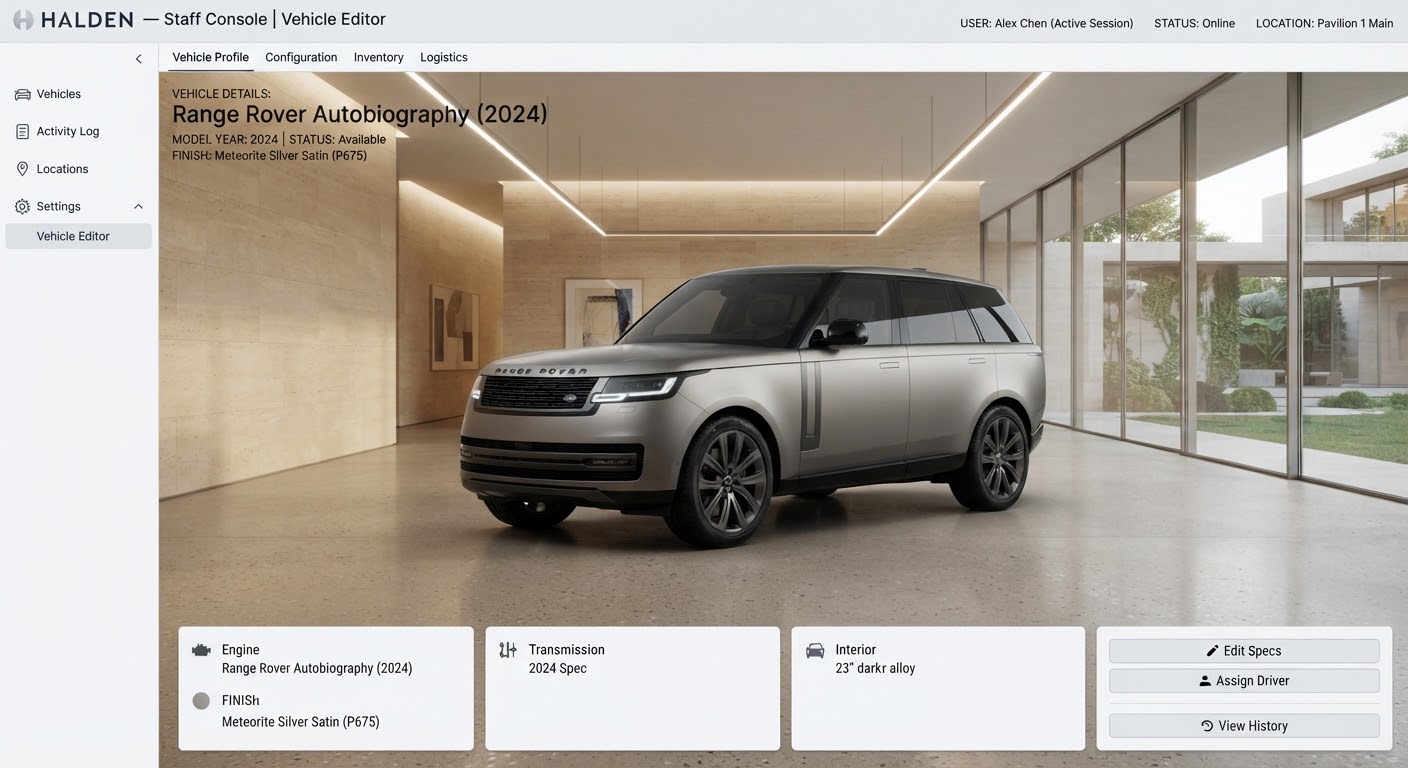 HALDEN — Staff Console | Vehicle Editor
USER: Alex Chen (Active Session) STATUS: Online LOCATION: Pavilion 1 Main
Vehicle Profile Configuration Inventory Logistics
Vehicles
Activity Log
Locations
Settings
Vehicle Editor
VEHICLE DETAILS:
Range Rover Autobiography (2024)
MODEL YEAR: 2024 | STATUS: Available
FINISH: Meteorite Silver Satin (P675)
Engine
Range Rover Autobiography (2024)
FINISh
Meteorite Silver Satin (P675)
Transmission
2024 Spec
Interior
23" darkr alloy
Edit Specs
Assign Driver
View History